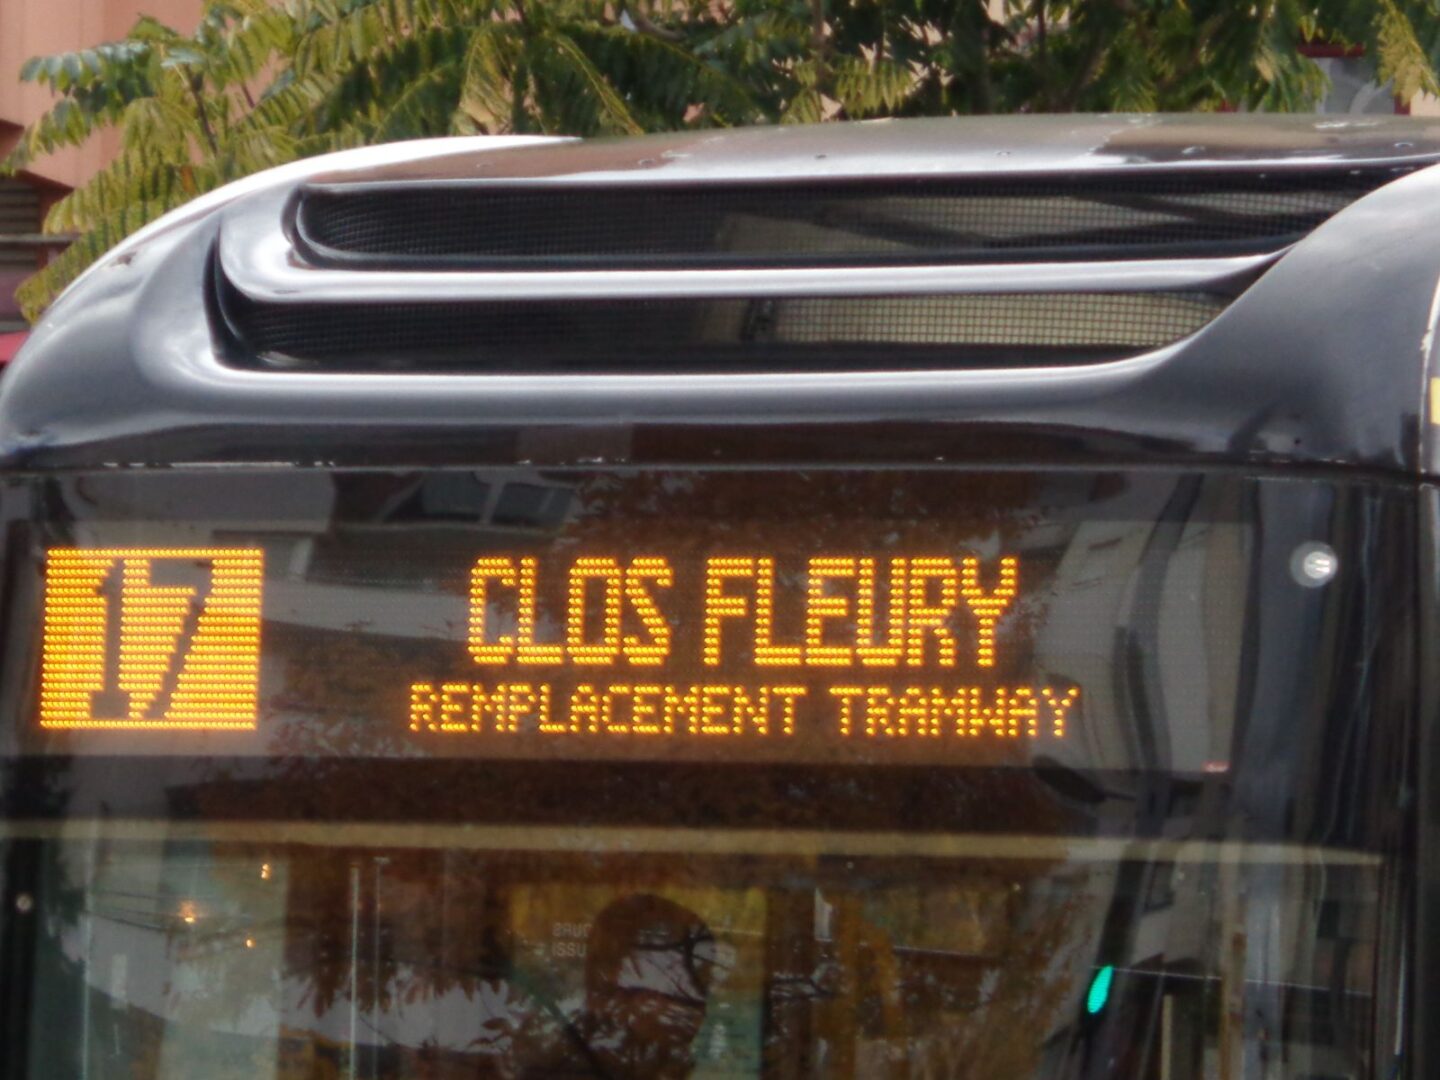 17
CLOS FLEURY
REMPLACEMENT TRAMWAY